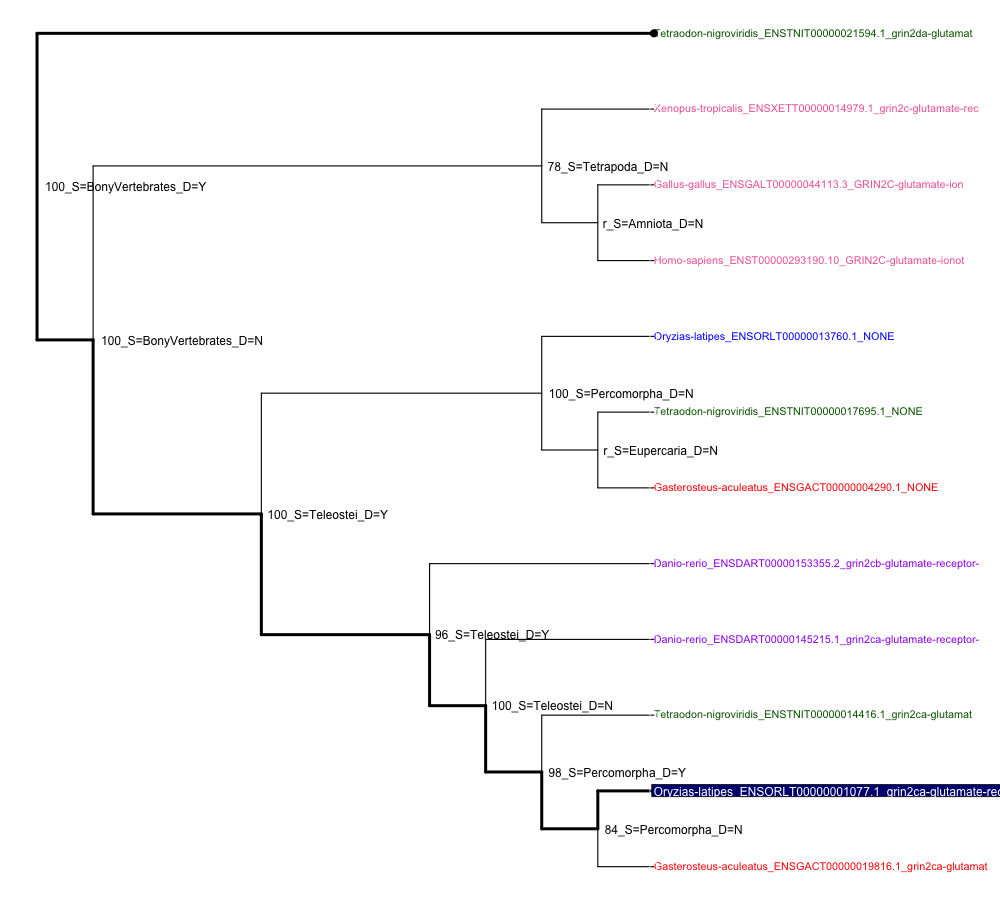 Tetraodon-nigroviridis_ENSTNIT00000021594.1_grin2da-glutamat
Xenopus-tropicalis_ENSXETT00000014979.1_grin2c-glutamate-rec
78_S=Tetrapoda_D=N
Gallus-gallus_ENSGALT00000044113.3_GRIN2C-glutamate-ion
100_S=BonyVertebrates_D=Y
r_S=Amniota_D=N
Homo-sapiens_ENST00000293190.10_GRIN2C-glutamate-ionot
Oryzias-latipes_ENSORLT00000013760.1_NONE
100_S=BonyVertebrates_D=N
100_S=Percomorpha_D=N
Tetraodon-nigroviridis_ENSTNIT00000017695.1_NONE
r_S=Eupercaria_D=N
Gasterosteus-aculeatus_ENSGACT00000004290.1_NONE
100_S=Teleostei_D=Y
Danio-rerio_ENSDART00000153355.2_grin2cb-glutamate-receptor-
96_S=Teleostei_D=Y
Danio-rerio_ENSDART00000145215.1_grin2ca-glutamate-receptor-
100_S=Teleostei_D=N
Tetraodon-nigroviridis_ENSTNIT00000014416.1_grin2ca-glutamat
98_S=Percomorpha_D=Y
Oryzias-latipes_ENSORLT00000001077.1_grin2ca-glutamate-rec
84_S=Percomorpha_D=N
Gasterosteus-aculeatus_ENSGACT00000019816.1_grin2ca-glutamat